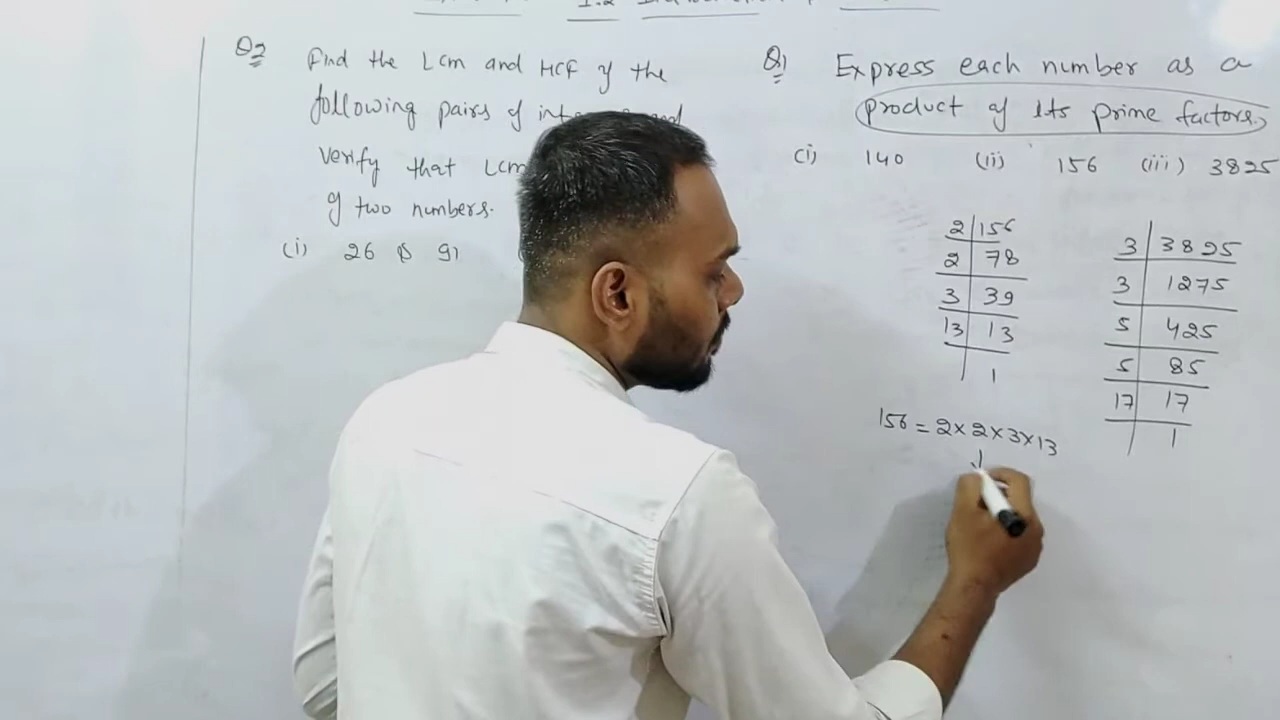 1.2
Q2 Find the Lcm and HCF of the
following pairs of
Verify that Lcm
of two numbers.
(i) 26 & 91
Q1 Express each number as a
product of its prime factors,
(i) 140 (ii) 156 (iii) 3825
2 156
2 78
3 39
13 13
1
156 = 2 × 2 × 3 × 13
3 3825
3 1275
5 425
5 85
17 17
1